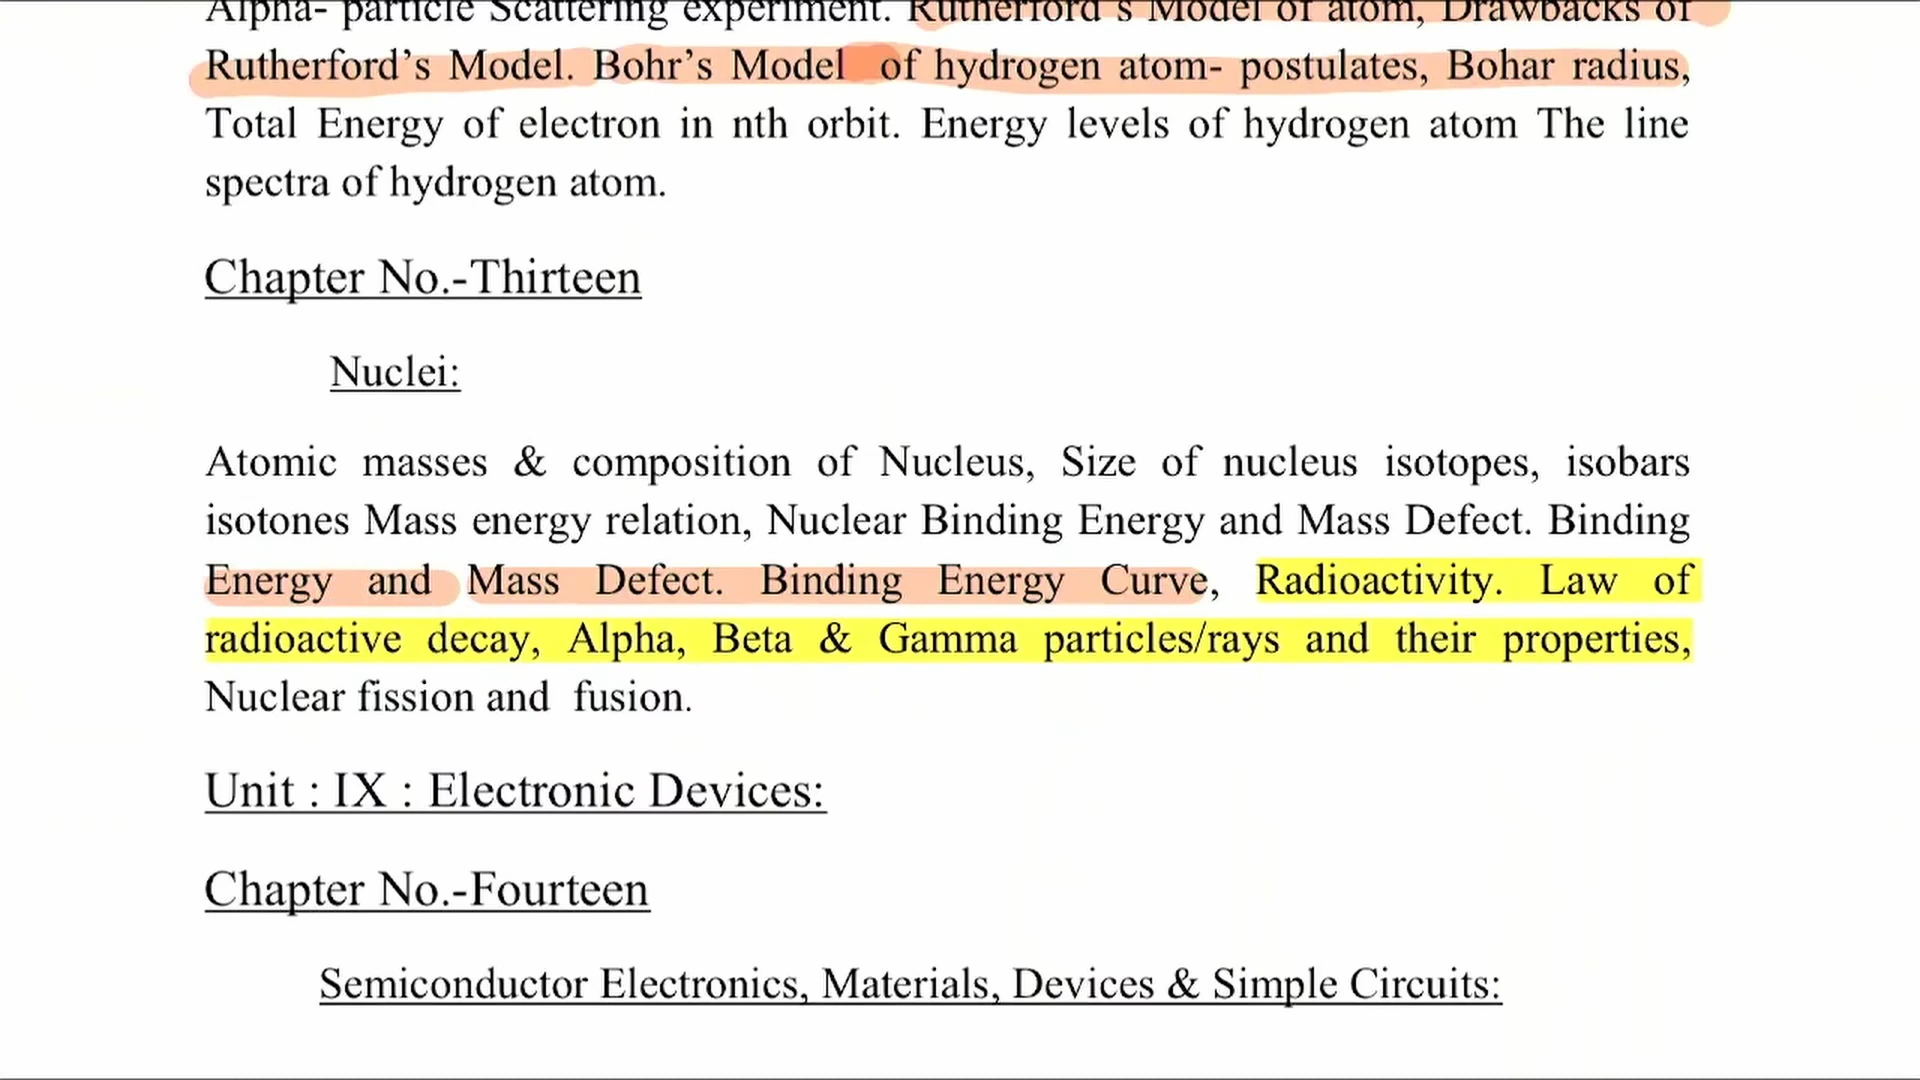 Alpha- particle Scattering experiment. Rutherford's Model of atom, Drawbacks of
Rutherford's Model. Bohr's Model of hydrogen atom- postulates, Bohar radius,
Total Energy of electron in nth orbit. Energy levels of hydrogen atom The line
spectra of hydrogen atom.
Chapter No.-Thirteen
Nuclei:
Atomic masses & composition of Nucleus, Size of nucleus isotopes, isobars
isotones Mass energy relation, Nuclear Binding Energy and Mass Defect. Binding
Energy and Mass Defect. Binding Energy Curve, Radioactivity. Law of
radioactive decay, Alpha, Beta & Gamma particles/rays and their properties,
Nuclear fission and fusion.
Unit : IX : Electronic Devices:
Chapter No.-Fourteen
Semiconductor Electronics, Materials, Devices & Simple Circuits: